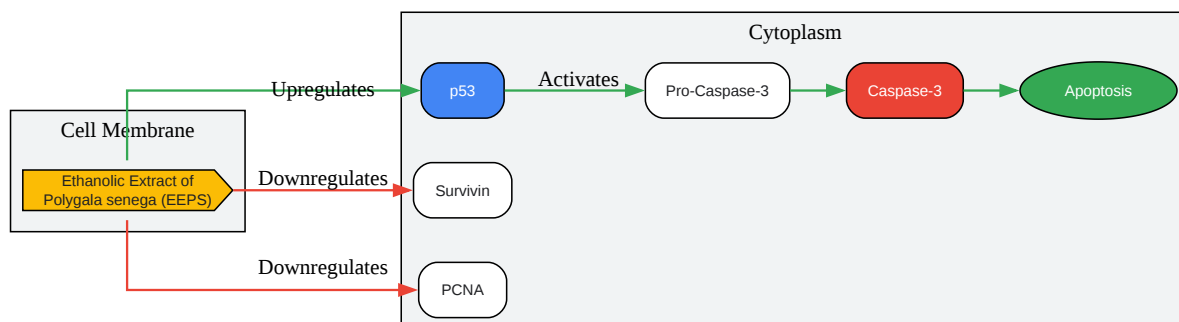 Cytoplasm
Upregulates
p53
Activates
Pro-Caspase-3
Caspase-3
Apoptosis
Cell Membrane
Ethanolic Extract of
Polygala senega (EEPS)
Downregulates
Survivin
Downregulates
PCNA